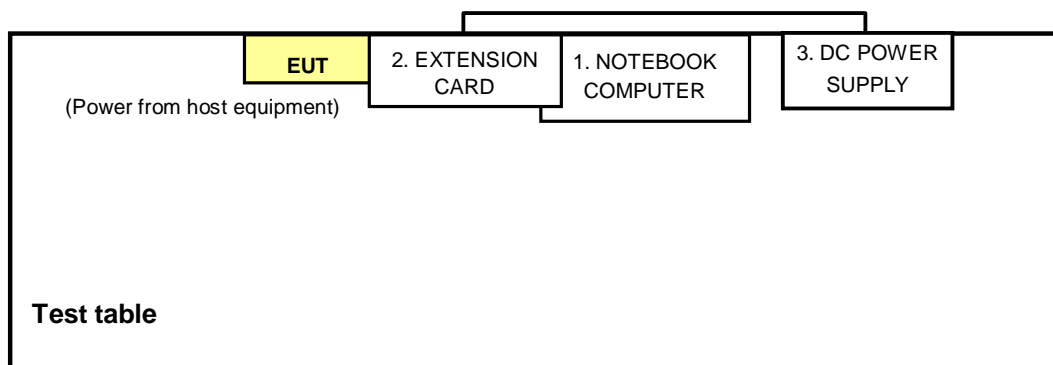 EUT
(Power from host equipment)
2. EXTENSION
CARD
1. NOTEBOOK
COMPUTER
3. DC POWER
SUPPLY
Test table